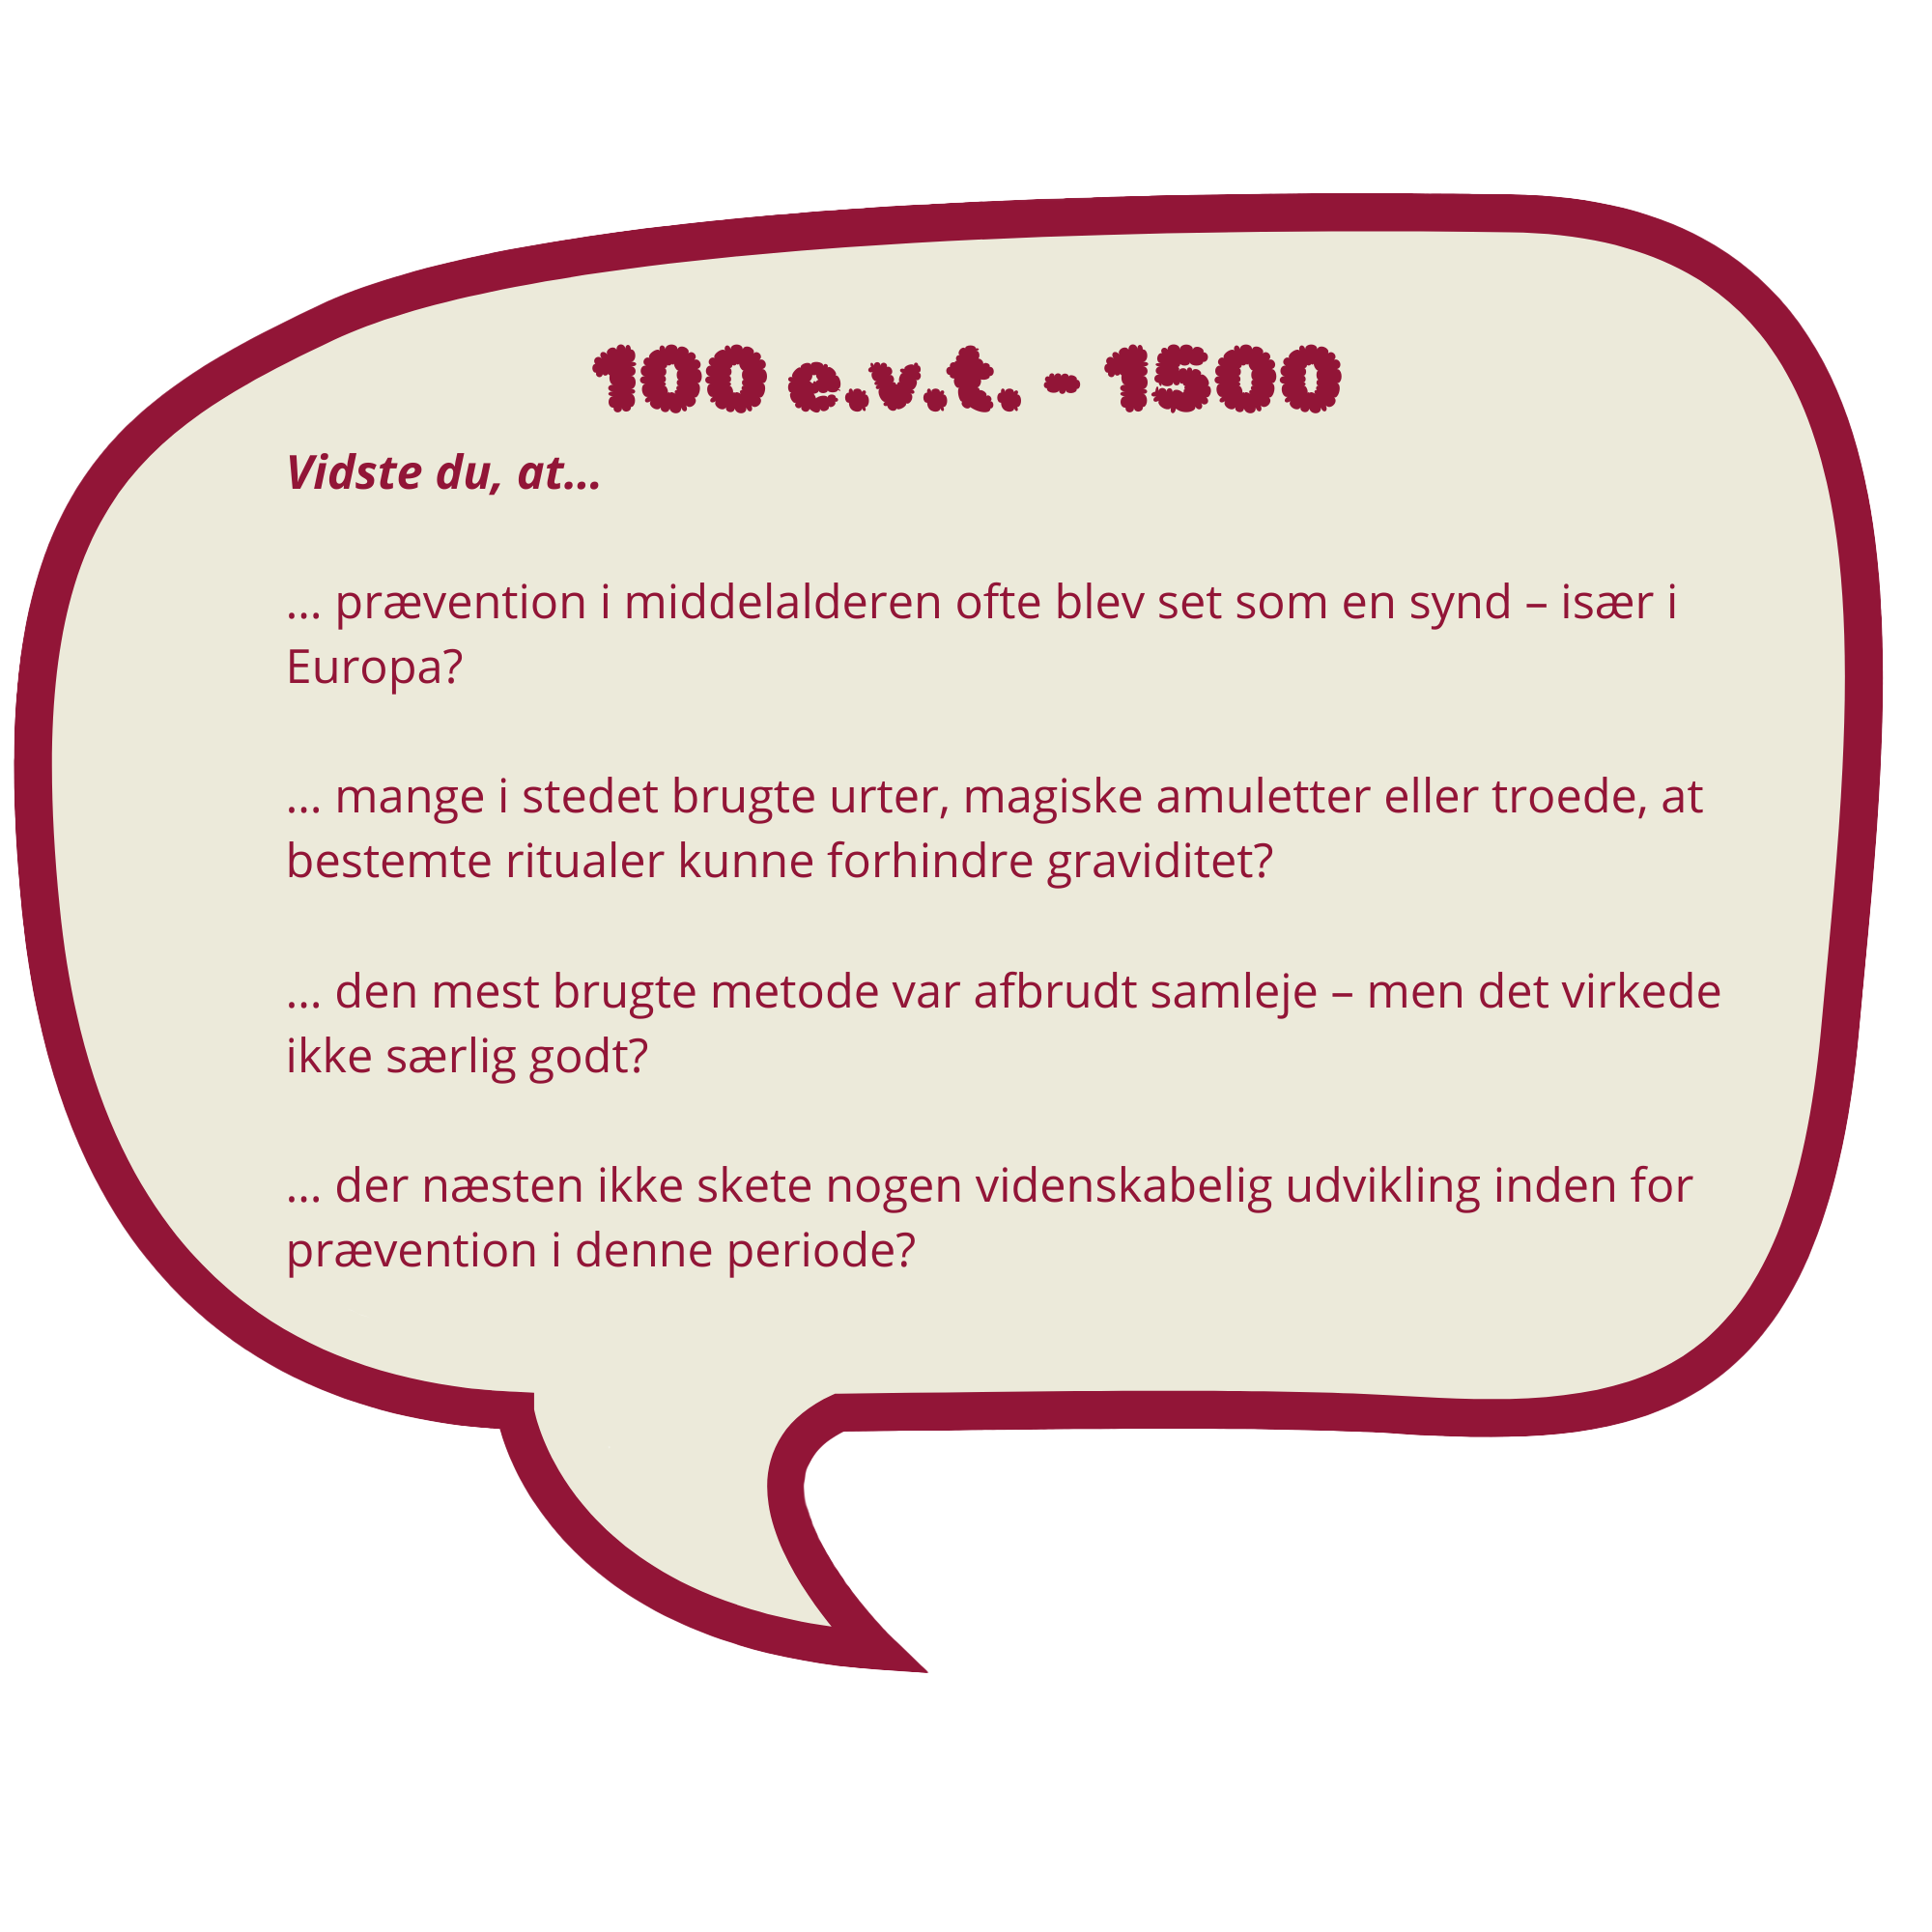 100 e.v.t. - 1500
Vidste du, at...
... prævention i middelalderen ofte blev set som en synd – især i
Europa?
... mange i stedet brugte urter, magiske amuletter eller troede, at
bestemte ritualer kunne forhindre graviditet?
... den mest brugte metode var afbrudt samleje – men det virkede
ikke særlig godt?
... der næsten ikke skete nogen videnskabelig udvikling inden for
prævention i denne periode?